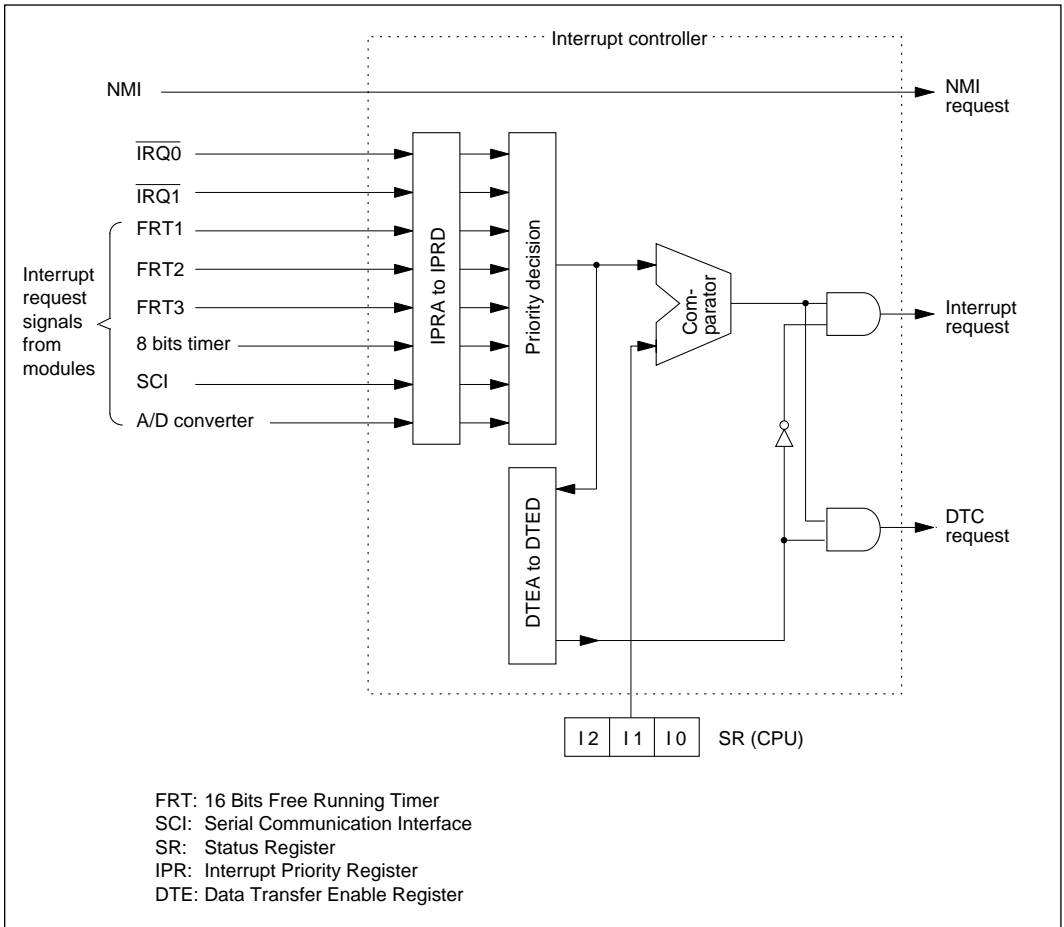 Interrupt controller
NMI
NMI
request
IRQ0
IRQ1
FRT1
FRT2
FRT3
8 bits timer
SCI
A/D converter
Interrupt
request
signals
from
modules
IPRA to IPRD
Priority decision
Com-
parator
Interrupt
request
DTEA to DTED
DTC
request
I2 I1 I0 SR (CPU)
FRT: 16 Bits Free Running Timer
SCI: Serial Communication Interface
SR: Status Register
IPR: Interrupt Priority Register
DTE: Data Transfer Enable Register